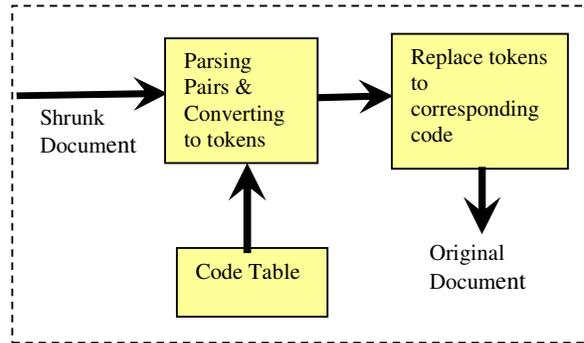 Shrunk
Document
Parsing
Pairs &
Converting
to tokens
Replace tokens
to
corresponding
code
Code Table
Original
Document